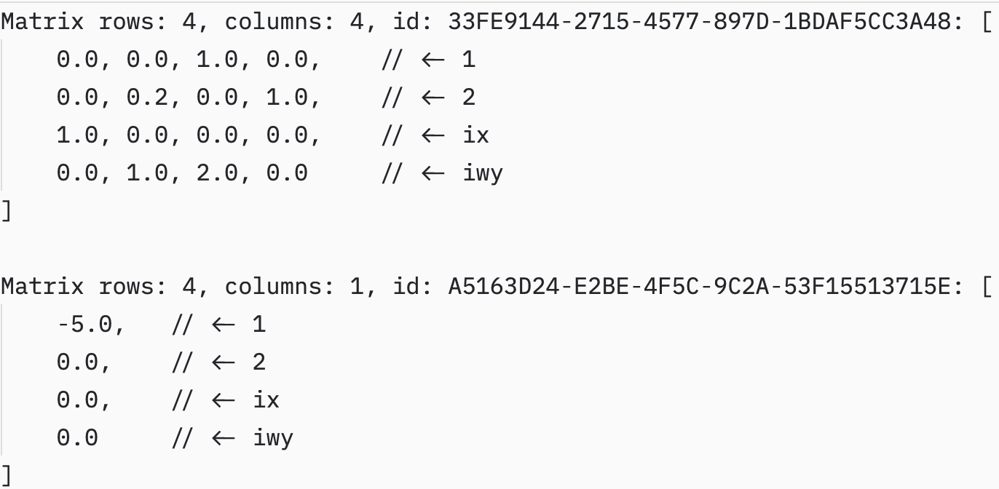 Matrix rows: 4, columns: 4, id: 33FE9144-2715-4577-897D-1BDAF5CC3A48: [
    0.0, 0.0, 1.0, 0.0,    // ← 1
    0.0, 0.2, 0.0, 1.0,    // ← 2
    1.0, 0.0, 0.0, 0.0,    // ← ix
    0.0, 1.0, 2.0, 0.0     // ← iwy
]

Matrix rows: 4, columns: 1, id: A5163D24-E2BE-4F5C-9C2A-53F15513715E: [
    -5.0,   // ← 1
    0.0,    // ← 2
    0.0,    // ← ix
    0.0     // ← iwy
]